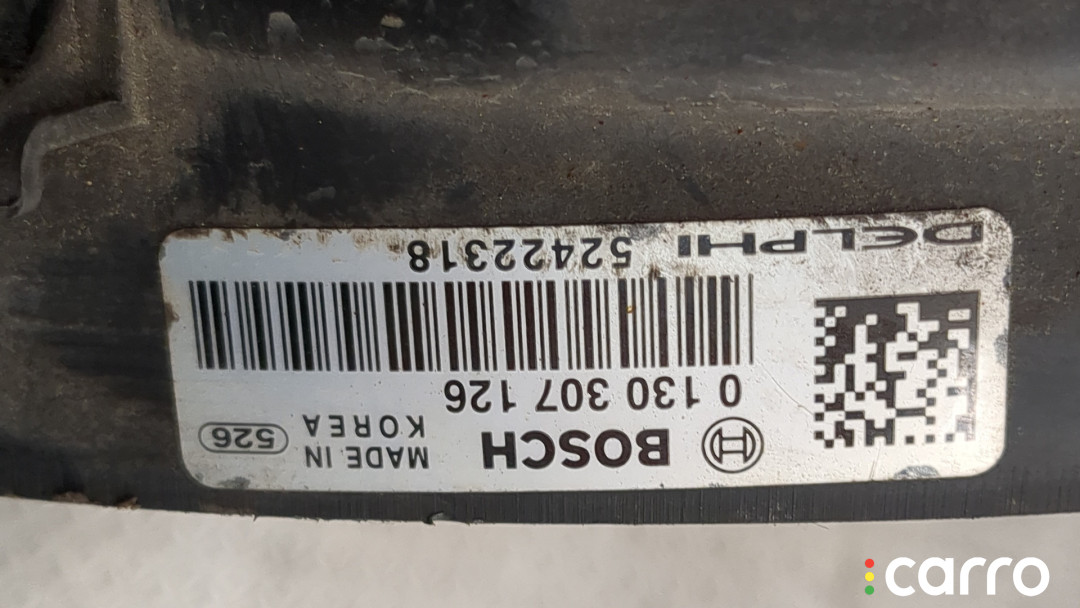 BOSCH MADE IN KOREA 526
0 130 307 126
DELPHI 52422318
carro